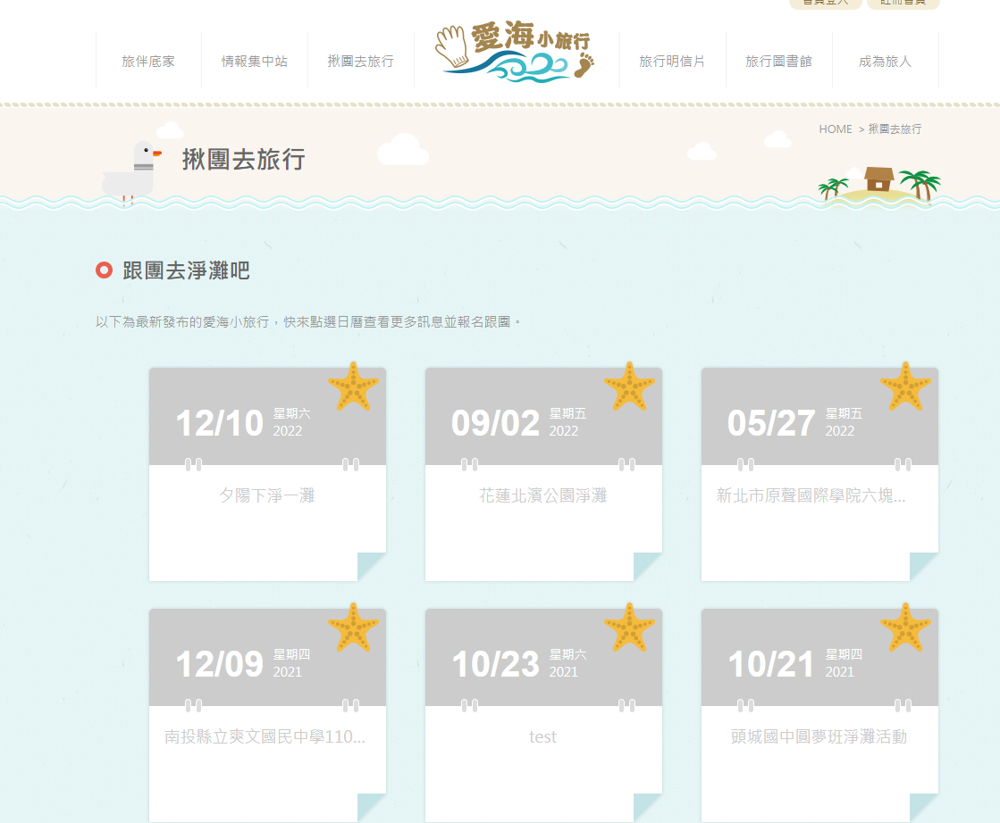 會員登入 註冊會員
旅伴底家 情報集中站 揪團去旅行 愛海小旅行 旅行明信片 旅行圖書館 成為旅人
HOME > 揪團去旅行
揪團去旅行
跟團去淨灘吧
以下為最新發布的愛海小旅行，快來點選日曆查看更多訊息並報名跟團。
12/10 星期六 2022
夕陽下淨一灘
09/02 星期五 2022
花蓮北濱公園淨灘
05/27 星期五 2022
新北市原聲國際學院六塊...
12/09 星期四 2021
南投縣立爽文國民中學110...
10/23 星期六 2021
test
10/21 星期四 2021
頭城國中圓夢班淨灘活動